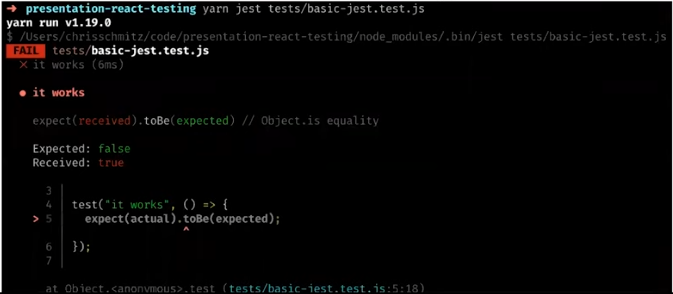 ➜ presentation-react-testing yarn jest tests/basic-jest.test.js
yarn run v1.19.0
$ /Users/chrisschmitz/code/presentation-react-testing/node_modules/.bin/jest tests/basic-jest.test.js
FAIL tests/basic-jest.test.js
✕ it works (6ms)
● it works
expect(received).toBe(expected) // Object.is equality
Expected: false
Received: true
3 |
4 | test("it works", () => {
> 5 | expect(actual).toBe(expected);
| ^
6 | });
7 |
at Object.<anonymous>.test (tests/basic-jest.test.js:5:18)